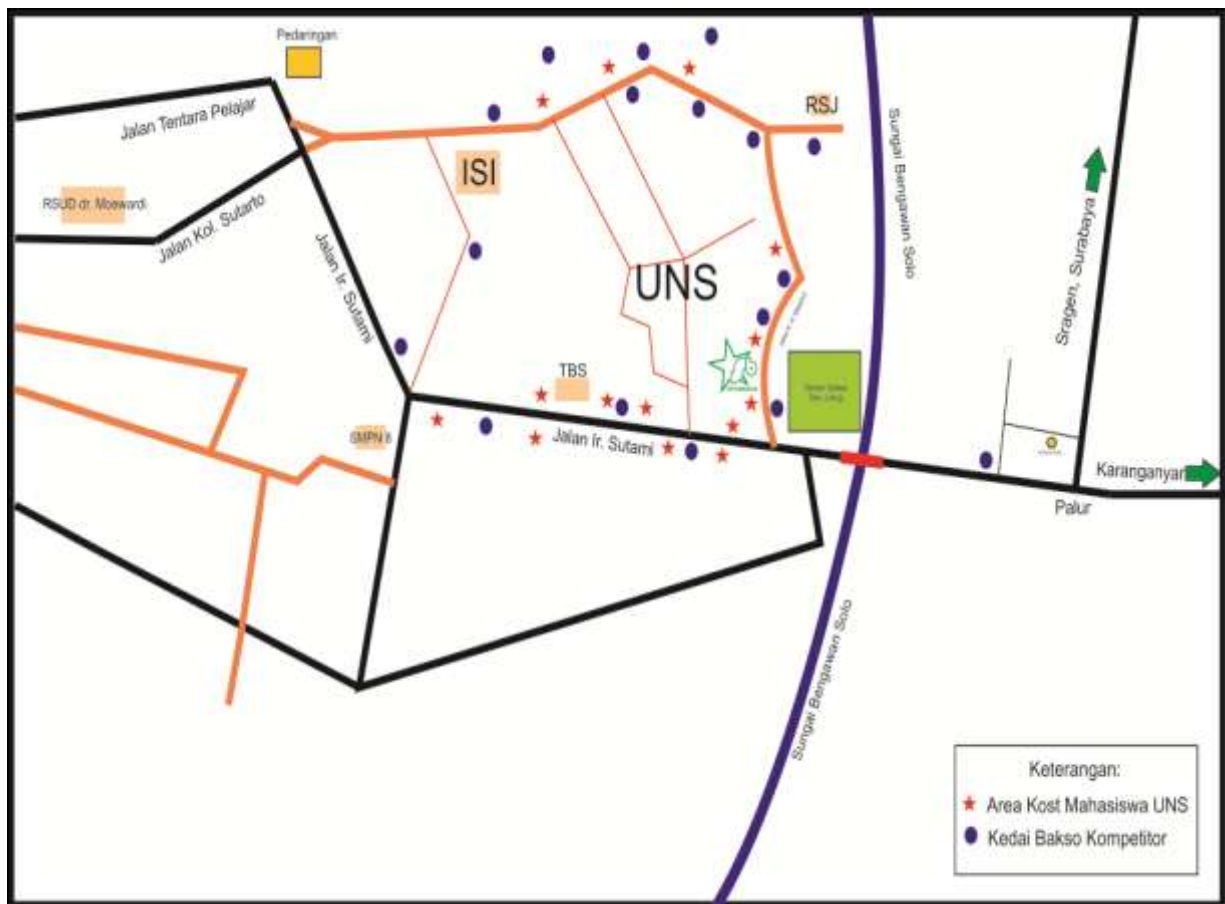 Pedaringan
Jalan Tentara Pelajar
RSJ
ISI
RSUD dr. Moewardi
Jalan Kol. Sutarto
Jalan Ir. Sutami
Sungai Bengawan Solo
Sragen, Surabaya
UNS
TBS
SMPN 8
Jalan Ir. Sutami
Karanganyar
Palur
Sungai Bengawan Solo
Keterangan:
Area Kost Mahasiswa UNS
Kedai Bakso Kompetitor